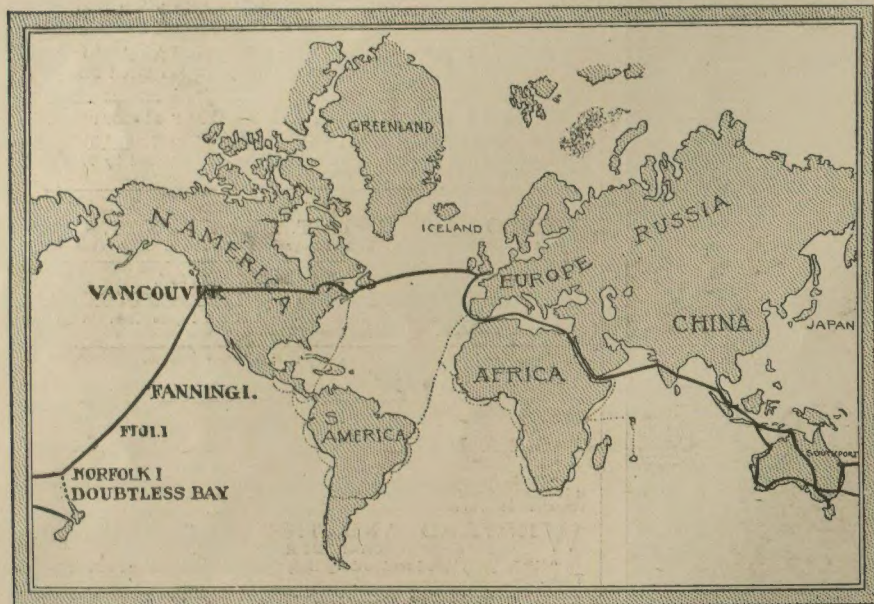 GREENLAND
ICELAND
N AMERICA
RUSSIA
EUROPE
VANCOUVER
CHINA
JAPAN
AFRICA
FANNING I.
S
AMERICA
FIJI.I
SOUTHPORT
NORFOLK I
DOUBTLESS BAY